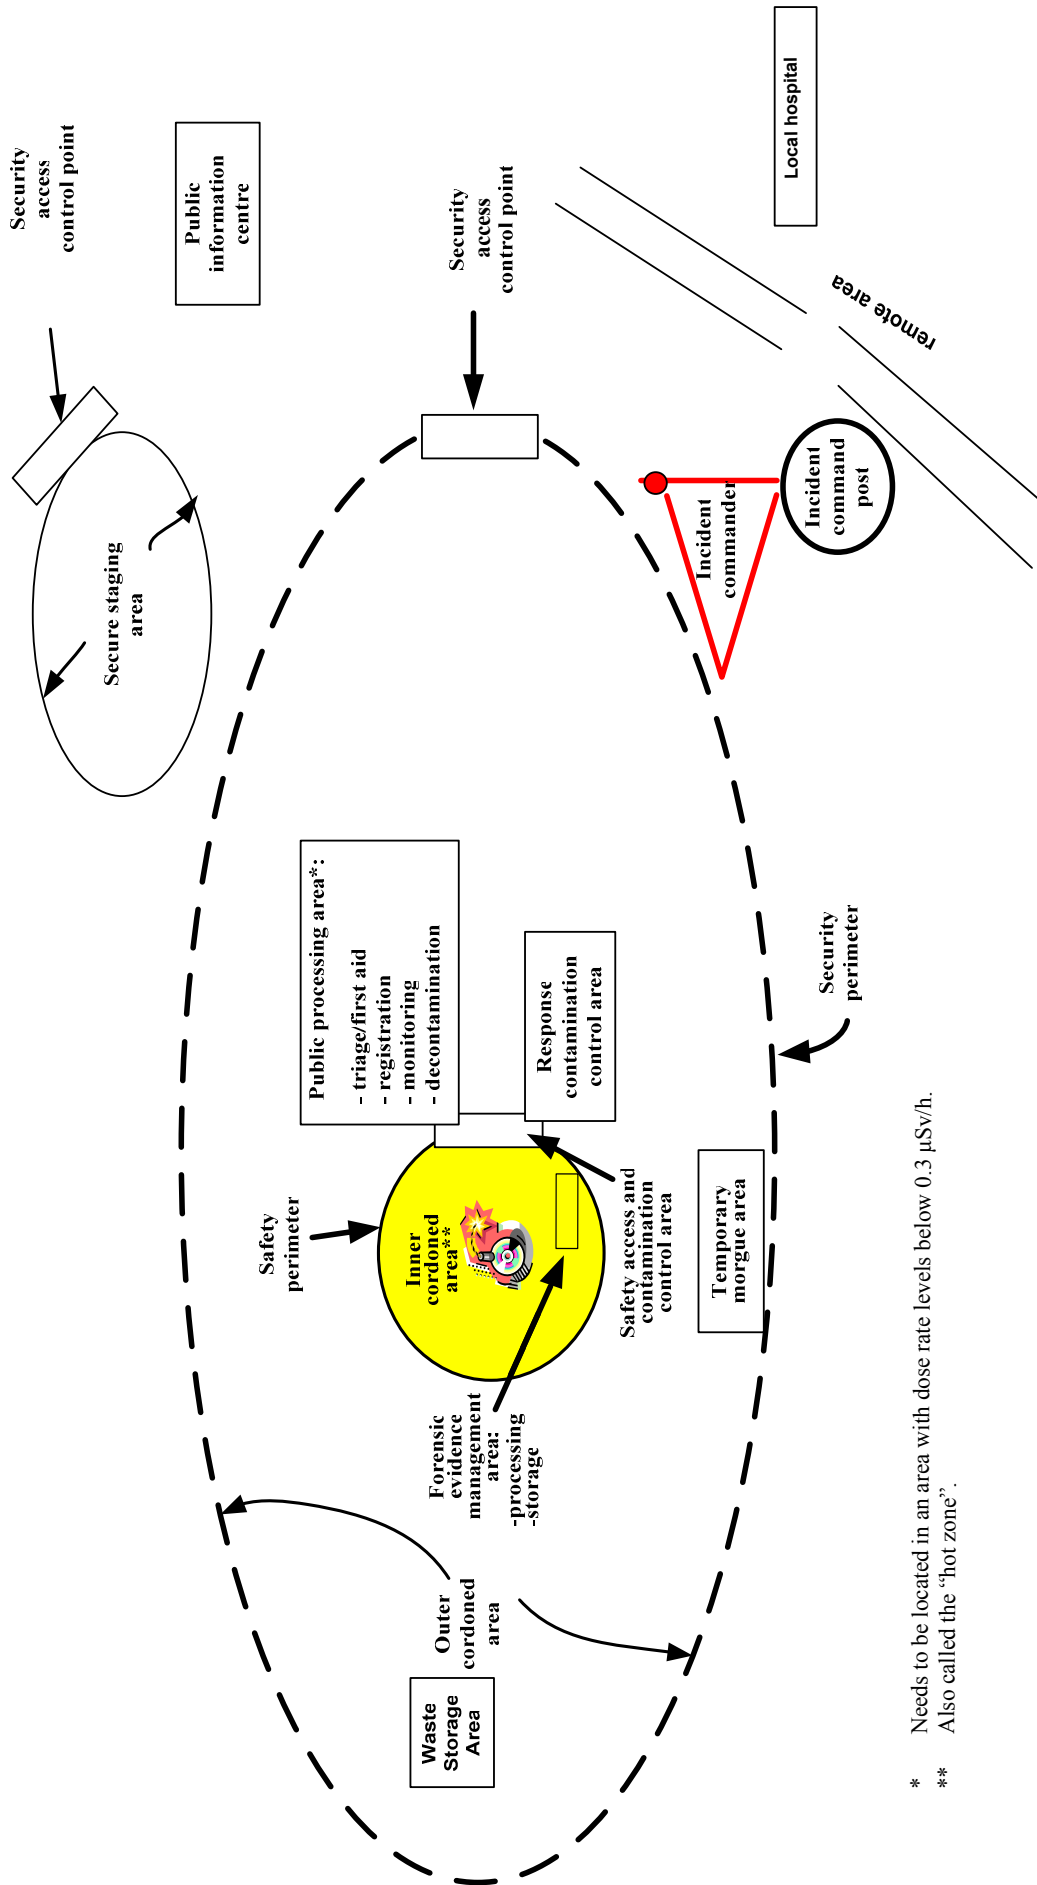 Security
access
control point
Public
information
centre
Security
access
control point
Local hospital
remote area
Secure staging
area
Incident
commander
Incident
command
post
Public processing area*:
- triage/first aid
- registration
- monitoring
- decontamination
Response
contamination
control area
Security
perimeter
Safety
perimeter
Inner
cordoned
area**
Safety access and
contamination
control area
Temporary
morgue area
Forensic
evidence
management
area:
-processing
-storage
Outer
cordoned
area
Waste
Storage
Area
* Needs to be located in an area with dose rate levels below 0.3 μSv/h.
** Also called the “hot zone”.